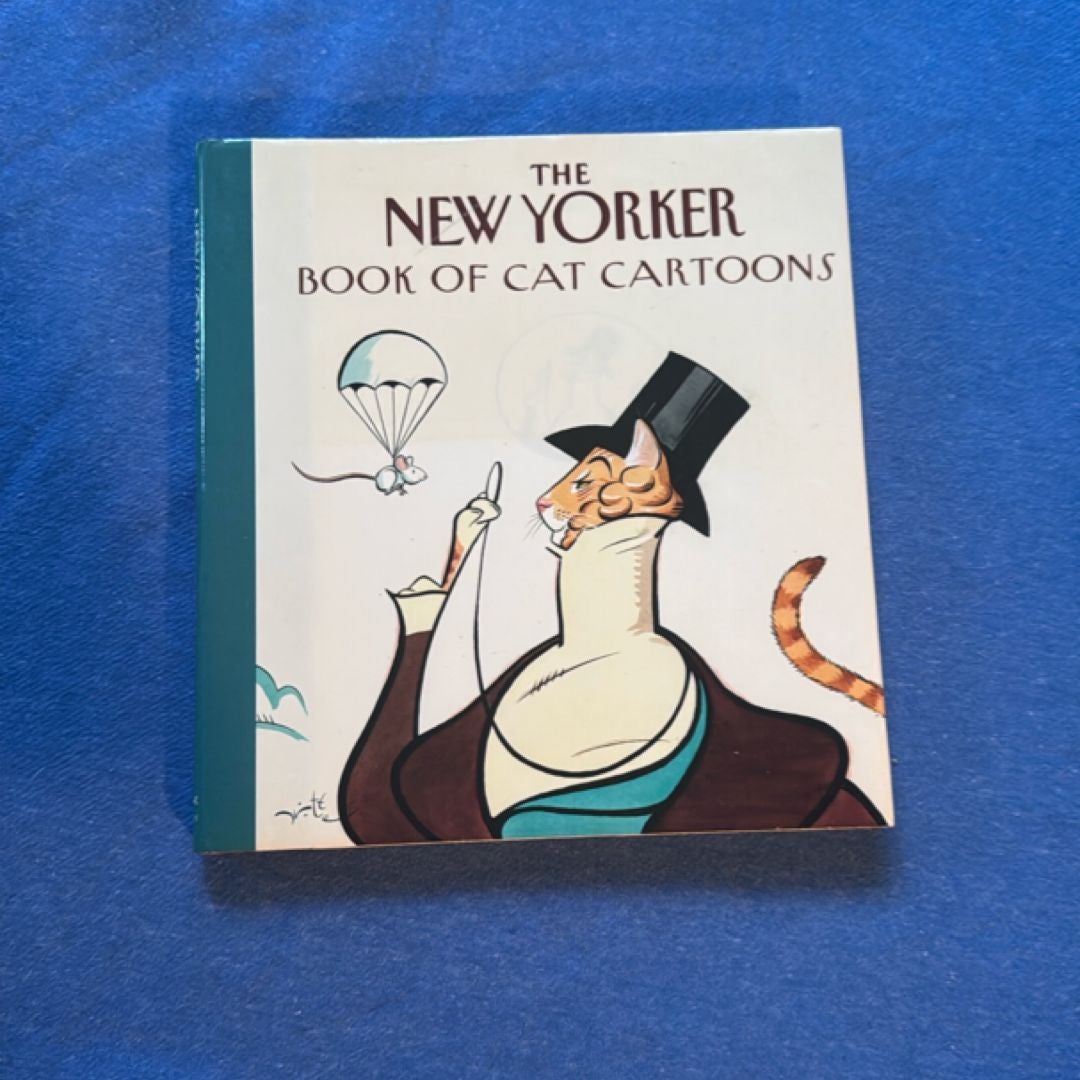 THE
NEW YORKER
BOOK OF CAT CARTOONS